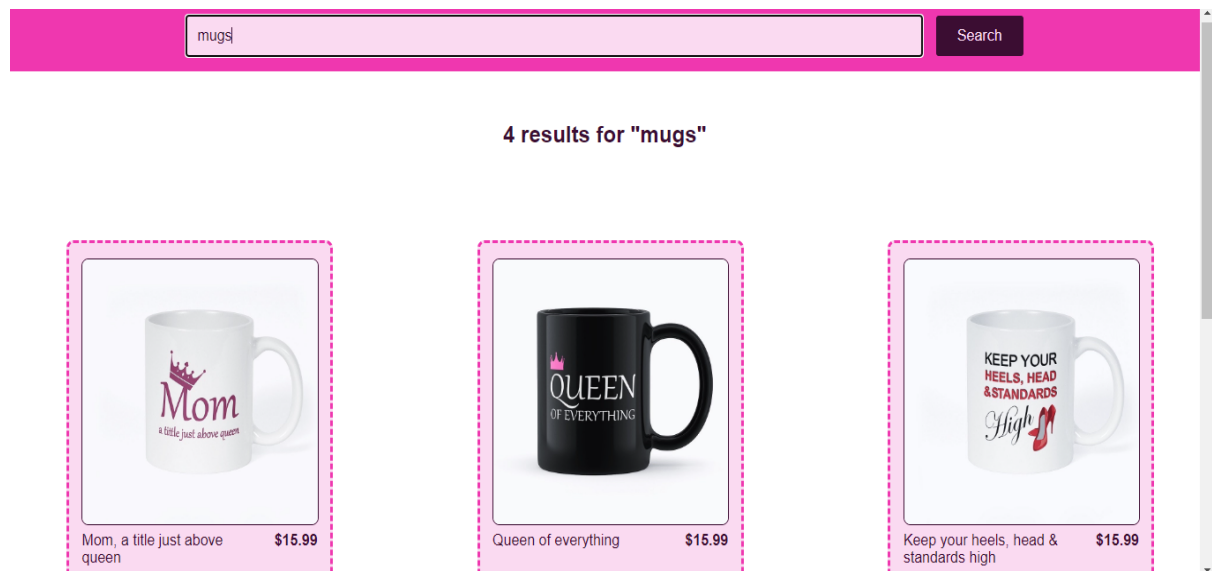 mugs
Search
4 results for "mugs"
Mom
a tittle just above queen
QUEEN
OF EVERYTHING
KEEP YOUR
HEELS, HEAD
&STANDARDS
High
Mom, a title just above
queen
$15.99
Queen of everything
$15.99
Keep your heels, head &
standards high
$15.99